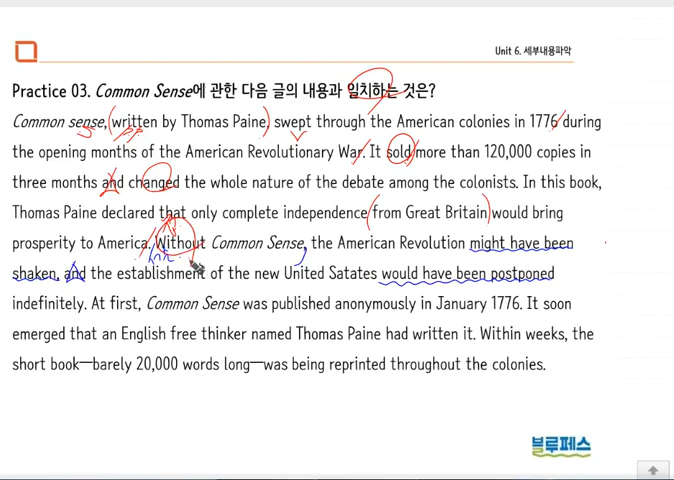 Unit 6. 세부내용파악
Practice 03. Common Sense에 관한 다음 글의 내용과 일치하는 것은?
Common sense, written by Thomas Paine, swept through the American colonies in 1776 during
the opening months of the American Revolutionary War. It sold more than 120,000 copies in
three months and changed the whole nature of the debate among the colonists. In this book,
Thomas Paine declared that only complete independence from Great Britain would bring
prosperity to America. Without Common Sense, the American Revolution might have been
shaken, and the establishment of the new United Satates would have been postponed
indefinitely. At first, Common Sense was published anonymously in January 1776. It soon
emerged that an English free thinker named Thomas Paine had written it. Within weeks, the
short book—barely 20,000 words long—was being reprinted throughout the colonies.
블루페스